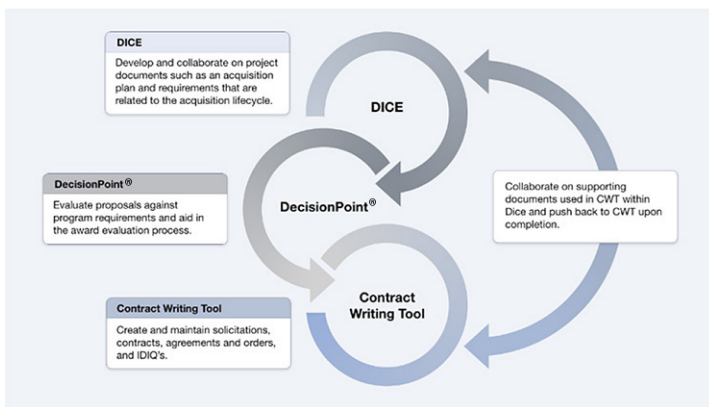 DICE
Develop and collaborate on project
documents such as an acquisition
plan and requirements that are
related to the acquisition lifecycle.
DICE
DecisionPoint®
Evaluate proposals against
program requirements and aid in
the award evaluation process.
DecisionPoint®
Collaborate on supporting
documents used in CWT within
Dice and push back to CWT upon
completion.
Contract Writing Tool
Create and maintain solicitations,
contracts, agreements and orders,
and IDIQ's.
Contract
Writing Tool